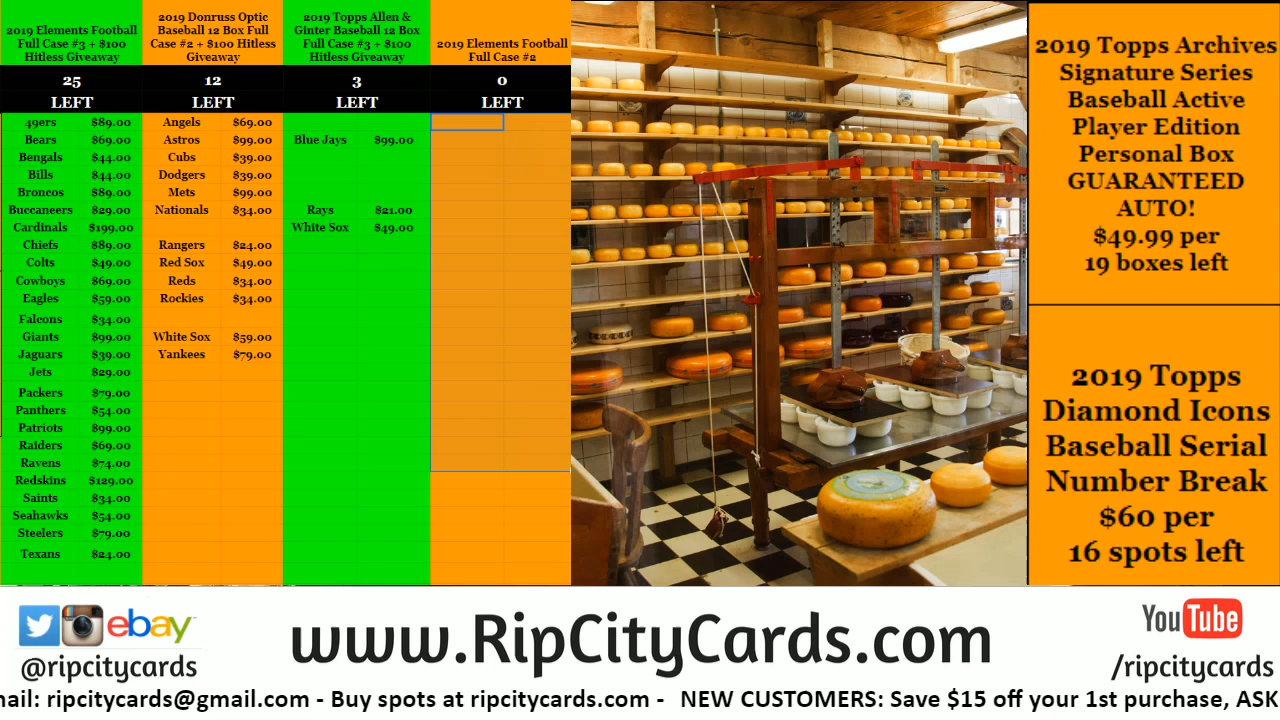 2019 Elements Football
Full Case #3 + $100
Hitless Giveaway
25
LEFT
49ers $89.00
Bears $69.00
Bengals $44.00
Bills $44.00
Broncos $89.00
Buccaneers $29.00
Cardinals $199.00
Chiefs $89.00
Colts $49.00
Cowboys $69.00
Eagles $59.00
Falcons $34.00
Giants $99.00
Jaguars $39.00
Jets $29.00
Packers $79.00
Panthers $54.00
Patriots $99.00
Raiders $69.00
Ravens $74.00
Redskins $129.00
Saints $34.00
Seahawks $54.00
Steelers $79.00
Texans $24.00
2019 Donruss Optic
Baseball 12 Box Full
Case #2 + $100 Hitless
Giveaway
12
LEFT
Angels $69.00
Astros $99.00
Cubs $39.00
Dodgers $39.00
Mets $99.00
Nationals $34.00
Rangers $24.00
Red Sox $49.00
Reds $34.00
Rockies $34.00
White Sox $59.00
Yankees $79.00
2019 Topps Allen &
Ginter Baseball 12 Box
Full Case #3 + $100
Hitless Giveaway
3
LEFT
Blue Jays $99.00
Rays $21.00
White Sox $49.00
2019 Elements Football
Full Case #2
0
LEFT
2019 Topps Archives
Signature Series
Baseball Active
Player Edition
Personal Box
GUARANTEED
AUTO!
$49.99 per
19 boxes left
2019 Topps
Diamond Icons
Baseball Serial
Number Break
$60 per
16 spots left
ebay
@ripcitycards
www.RipCityCards.com
YouTube
/ripcitycards
nail: ripcitycards@gmail.com - Buy spots at ripcitycards.com - NEW CUSTOMERS: Save $15 off your 1st purchase, ASK